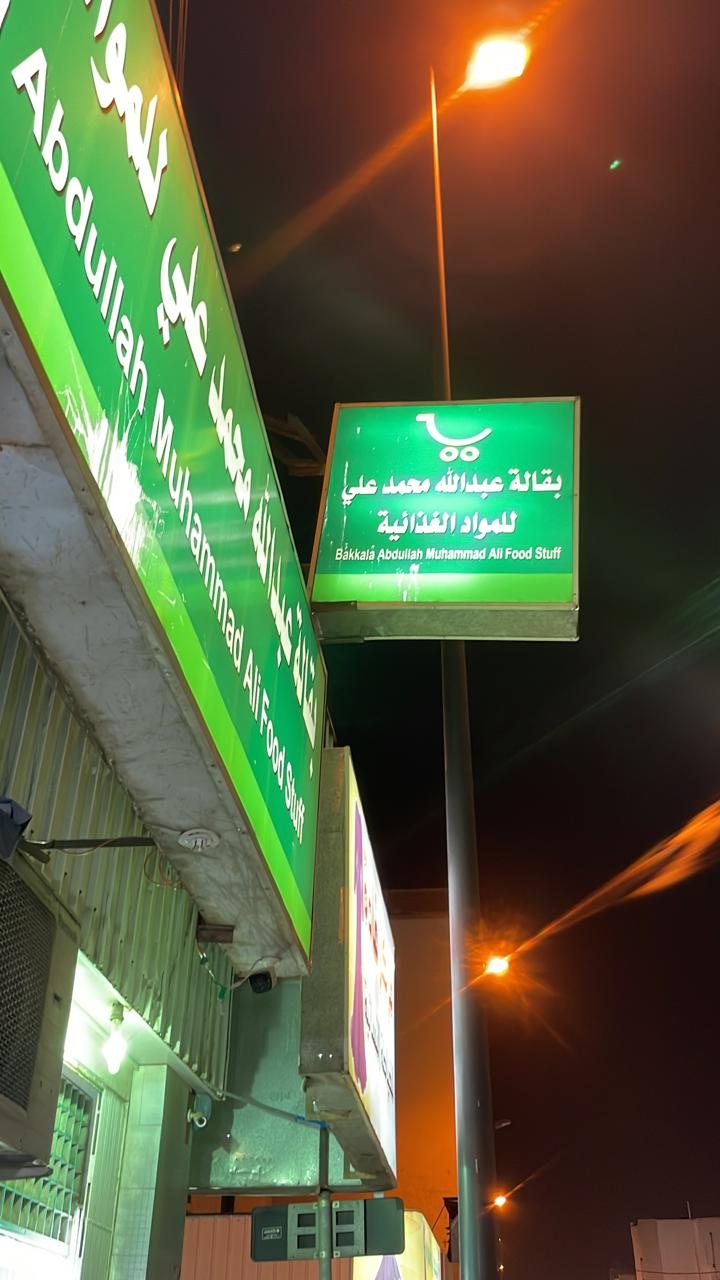 بقالة عبدالله محمد علي للموا
Abdullah Muhammad Ali Food Stuff
بقالة عبدالله محمد علي
للمواد الغذائية
Bakkala Abdullah Muhammad Ali Food Stuff